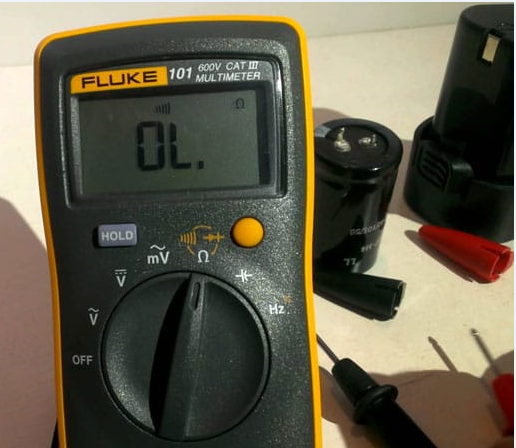 FLUKE 101 600V CAT III
MULTIMETER
Ω
OL.
HOLD
mV
Ω
V
V
Hz
OFF